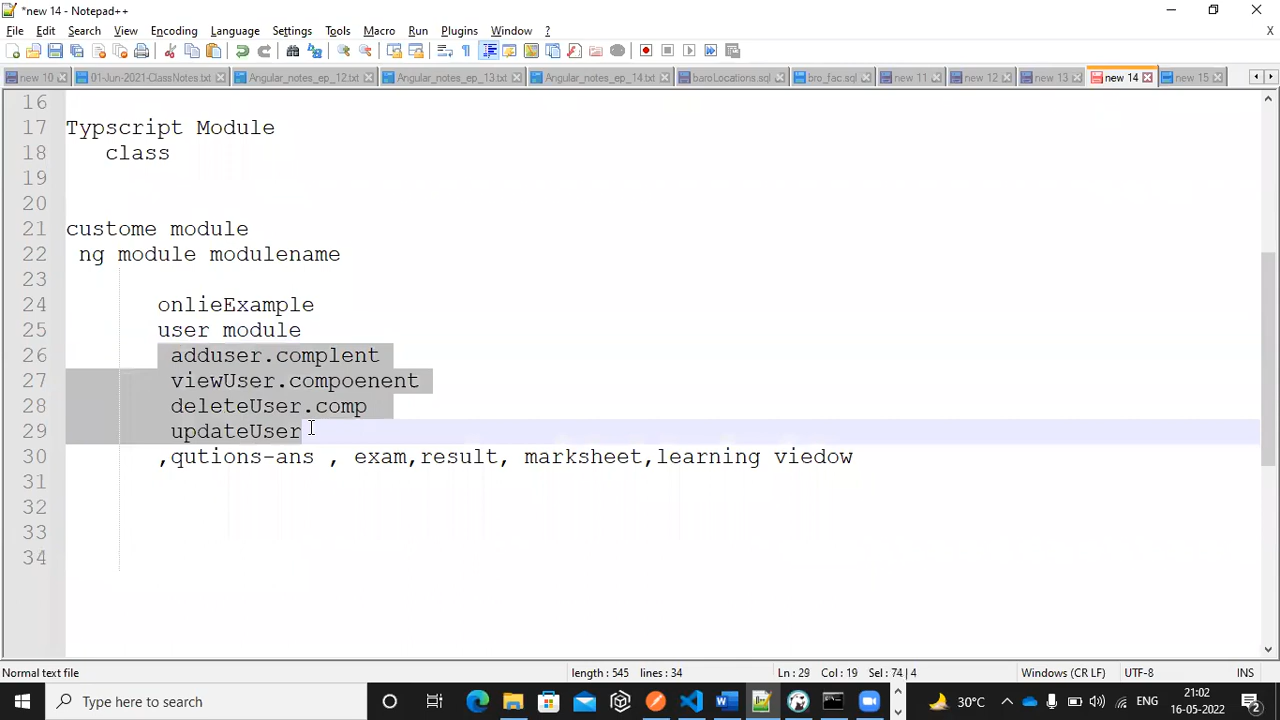 *new 14 - Notepad++
File Edit Search View Encoding Language Settings Tools Macro Run Plugins Window ? X
new 10 01-Jun-2021-ClassNotes.txt Angular_notes_ep_12.txt Angular_notes_ep_13.txt Angular_notes_ep_14.txt baseLocations.sql bro_fac.sql new 11 new 12 new 13 new 14 new 15
16
17 Typscript Module
18 class
19
20
21 custome module
22 ng module modulename
23
24 onlieExample
25 user module
26 adduser.complent
27 viewUser.compoenent
28 deleteUser.comp
29 updateUser
30 ,qutions-ans , exam,result, marksheet,learning viedow
31
32
33
34
Normal text file length : 545 lines : 34 Ln : 29 Col : 19 Sel : 74 | 4 Windows (CR LF) UTF-8 INS
Type here to search 30°C ENG 21:02
16-05-2022 2